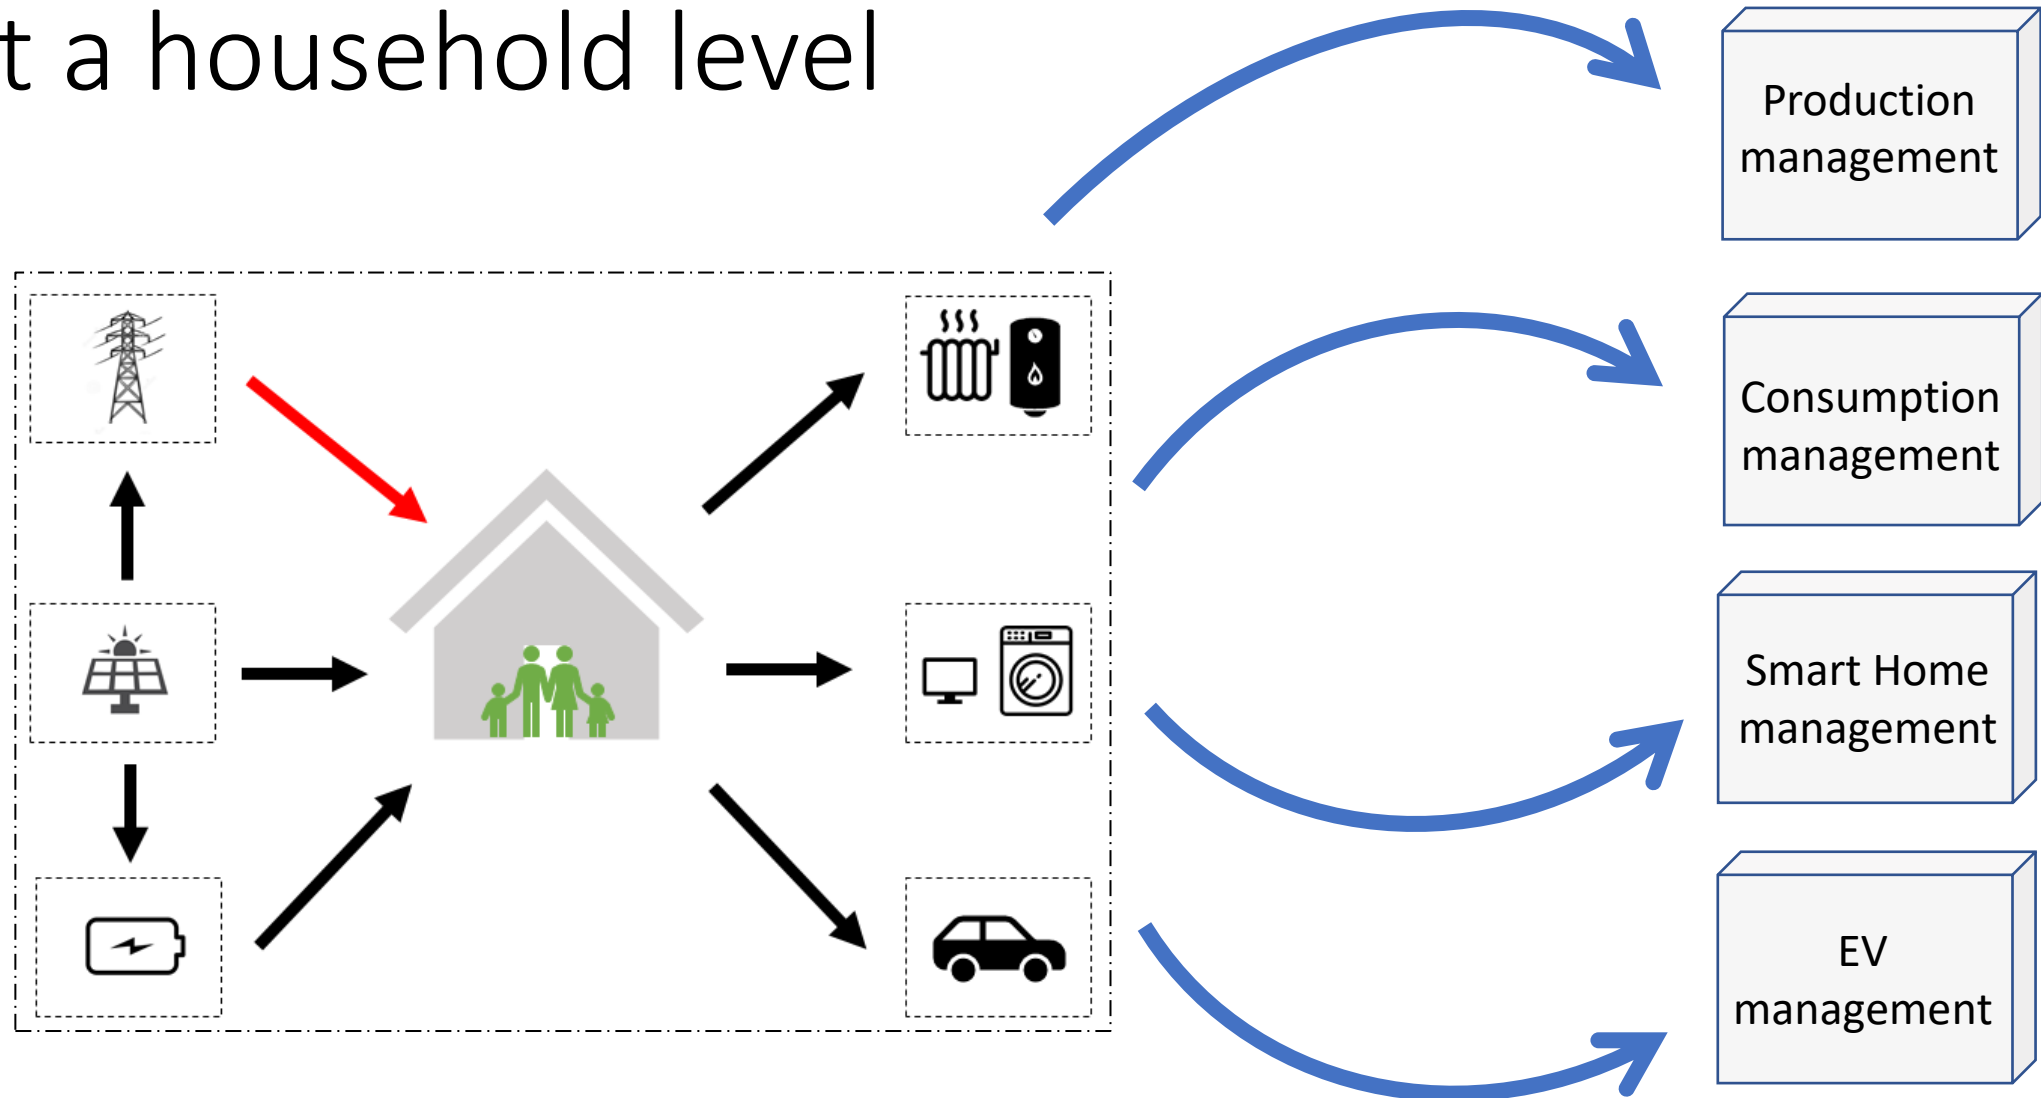 t a household level
Production
management
Consumption
management
Smart Home
management
EV
management